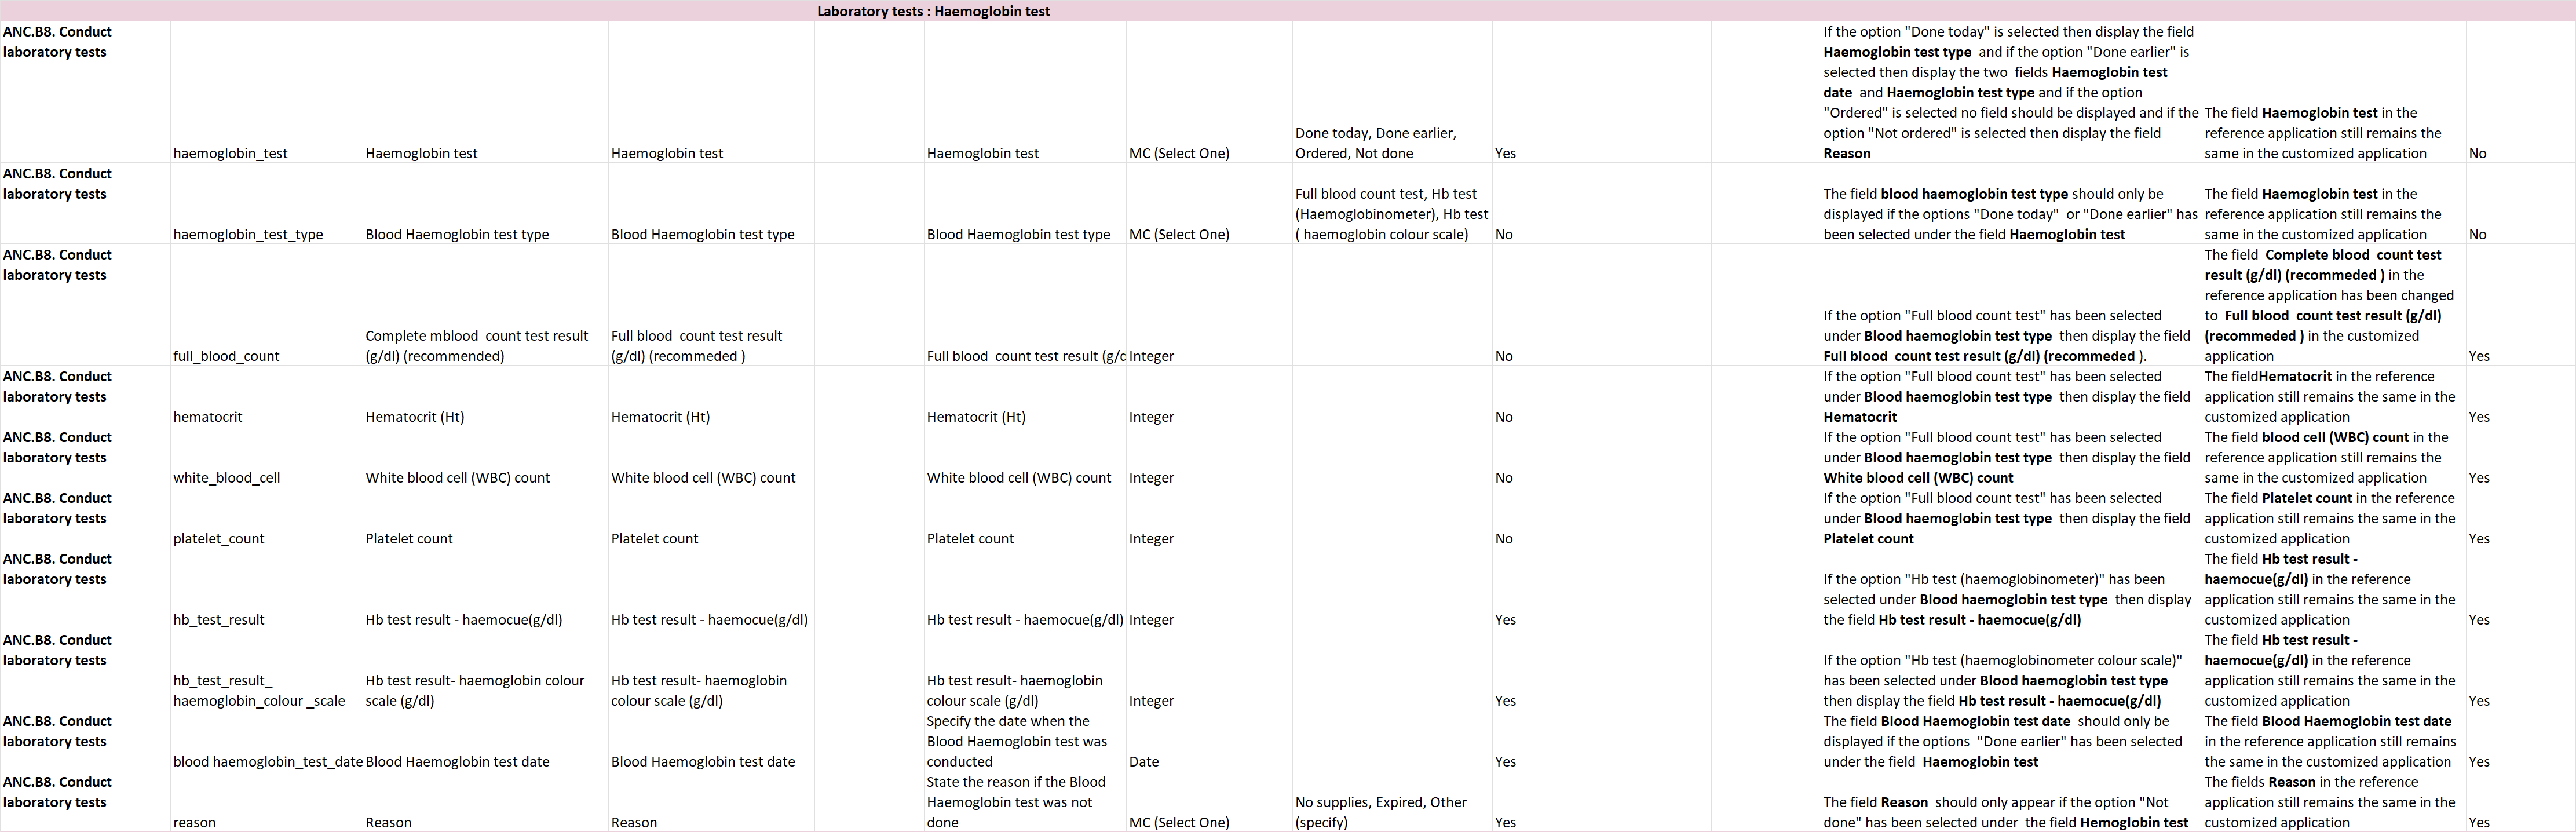 Laboratory tests : Haemoglobin test
ANC.B8. Conduct
laboratory tests
haemoglobin_test
Haemoglobin test
Haemoglobin test
Haemoglobin test
MC (Select One)
Done today, Done earlier,
Ordered, Not done
Yes
If the option "Done today" is selected then display the field
Haemoglobin test type and if the option "Done earlier" is
selected then display the two fields Haemoglobin test
date and Haemoglobin test type and if the option
"Ordered" is selected no field should be displayed and if the
option "Not ordered" is selected then display the field
Reason
The field Haemoglobin test in the
reference application still remains the
same in the customized application
No
ANC.B8. Conduct
laboratory tests
haemoglobin_test_type
Blood Haemoglobin test type
Blood Haemoglobin test type
Blood Haemoglobin test type
MC (Select One)
Full blood count test, Hb test
(Haemoglobinometer), Hb test
( haemoglobin colour scale)
No
The field blood haemoglobin test type should only be
displayed if the options "Done today" or "Done earlier" has
been selected under the field Haemoglobin test
The field Haemoglobin test in the
reference application still remains the
same in the customized application
No
ANC.B8. Conduct
laboratory tests
full_blood_count
Complete mblood count test result
(g/dl) (recommended)
Full blood count test result
(g/dl) (recommeded )
Full blood count test result (g/d
Integer
No
If the option "Full blood count test" has been selected
under Blood haemoglobin test type then display the field
Full blood count test result (g/dl) (recommeded ).
The field Complete blood count test
result (g/dl) (recommeded ) in the
reference application has been changed
to Full blood count test result (g/dl)
(recommeded ) in the customized
application
Yes
ANC.B8. Conduct
laboratory tests
hematocrit
Hematocrit (Ht)
Hematocrit (Ht)
Hematocrit (Ht)
Integer
No
If the option "Full blood count test" has been selected
under Blood haemoglobin test type then display the field
Hematocrit
The fieldHematocrit in the reference
application still remains the same in the
customized application
Yes
ANC.B8. Conduct
laboratory tests
white_blood_cell
White blood cell (WBC) count
White blood cell (WBC) count
White blood cell (WBC) count
Integer
No
If the option "Full blood count test" has been selected
under Blood haemoglobin test type then display the field
White blood cell (WBC) count
The field blood cell (WBC) count in the
reference application still remains the
same in the customized application
Yes
ANC.B8. Conduct
laboratory tests
platelet_count
Platelet count
Platelet count
Platelet count
Integer
No
If the option "Full blood count test" has been selected
under Blood haemoglobin test type then display the field
Platelet count
The field Platelet count in the reference
application still remains the same in the
customized application
Yes
ANC.B8. Conduct
laboratory tests
hb_test_result
Hb test result - haemocue(g/dl)
Hb test result - haemocue(g/dl)
Hb test result - haemocue(g/dl)
Integer
Yes
If the option "Hb test (haemoglobinometer)" has been
selected under Blood haemoglobin test type then display
the field Hb test result - haemocue(g/dl)
The field Hb test result -
haemocue(g/dl) in the reference
application still remains the same in the
customized application
Yes
ANC.B8. Conduct
laboratory tests
hb_test_result_
haemoglobin_colour _scale
Hb test result- haemoglobin colour
scale (g/dl)
Hb test result- haemoglobin
colour scale (g/dl)
Hb test result- haemoglobin
colour scale (g/dl)
Integer
Yes
If the option "Hb test (haemoglobinometer colour scale)"
has been selected under Blood haemoglobin test type
then display the field Hb test result - haemocue(g/dl)
The field Hb test result -
haemocue(g/dl) in the reference
application still remains the same in the
customized application
Yes
ANC.B8. Conduct
laboratory tests
blood haemoglobin_test_date
Blood Haemoglobin test date
Blood Haemoglobin test date
Specify the date when the
Blood Haemoglobin test was
conducted
Date
Yes
The field Blood Haemoglobin test date should only be
displayed if the options "Done earlier" has been selected
under the field Haemoglobin test
The field Blood Haemoglobin test date
in the reference application still remains
the same in the customized application
Yes
ANC.B8. Conduct
laboratory tests
reason
Reason
Reason
State the reason if the Blood
Haemoglobin test was not
done
MC (Select One)
No supplies, Expired, Other
(specify)
Yes
The field Reason should only appear if the option "Not
done" has been selected under the field Hemoglobin test
The fields Reason in the reference
application still remains the same in the
customized application
Yes